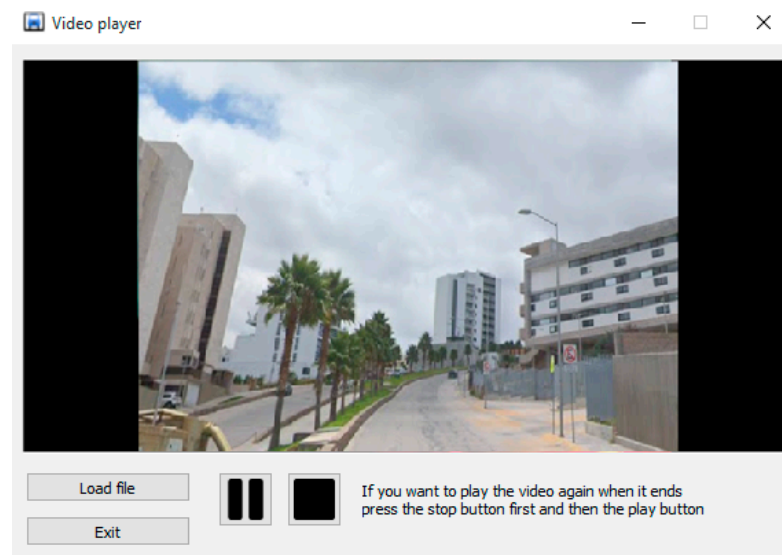 Video player
Load file
If you want to play the video again when it ends
press the stop button first and then the play button
Exit